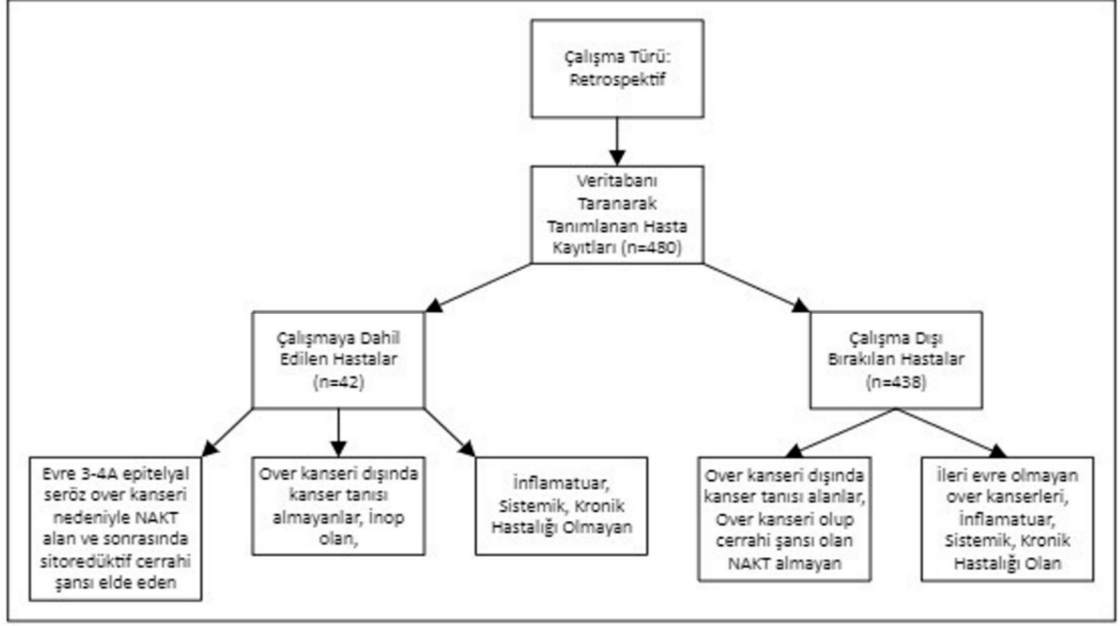 Çalışma Türü:
Retrospektif
Veritabanı
Taranarak
Tanımlanan Hasta
Kayıtları (n=480)
Çalışmaya Dahil
Edilen Hastalar
(n=42)
Çalışma Dışı
Bırakılan Hastalar
(n=438)
Evre 3-4A epitelyal
seröz over kanseri
nedeniyle NAKT
alan ve sonrasında
sitoredüktif cerrahi
şansı elde eden
Over kanseri dışında
kanser tanısı
almayanlar, İnop
olan,
İnflamatuar,
Sistemik, Kronik
Hastalığı Olmayan
Over kanseri dışında
kanser tanısı alanlar,
Over kanseri olup
cerrahi şansı olan
NAKT almayan
İleri evre olmayan
over kanserleri,
İnflamatuar,
Sistemik, Kronik
Hastalığı Olan